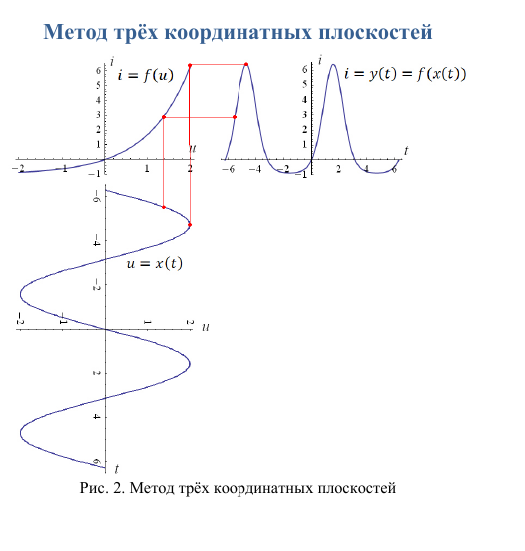 Метод трёх координатных плоскостей
i
6
i = f(u)
5
4
3
2
1
u
−2 −1 1 2
−1
i
6
i = y(t) = f(x(t))
5
4
3
2
1
t
−6 −4 −2 2 4 6
−1
−6
−4
u = x(t)
−2
−2 −1 1 2 u
2
4
6
t
Рис. 2. Метод трёх координатных плоскостей